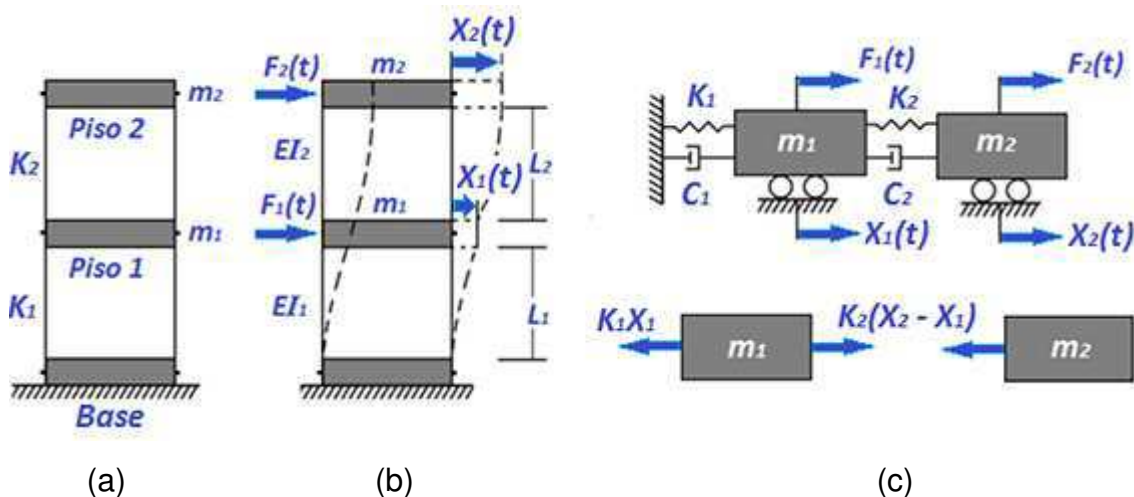 K₂
Piso 2
m₂
K₁
Piso 1
m₁
Base
(a)
X₂(t)
F₂(t)
m₂
EI₂
L₂
X₁(t)
F₁(t)
m₁
EI₁
L₁
(b)
F₁(t)
F₂(t)
K₁
K₂
m₁
m₂
C₁
C₂
X₁(t)
X₂(t)
K₁X₁
K₂(X₂ - X₁)
m₁
m₂
(c)